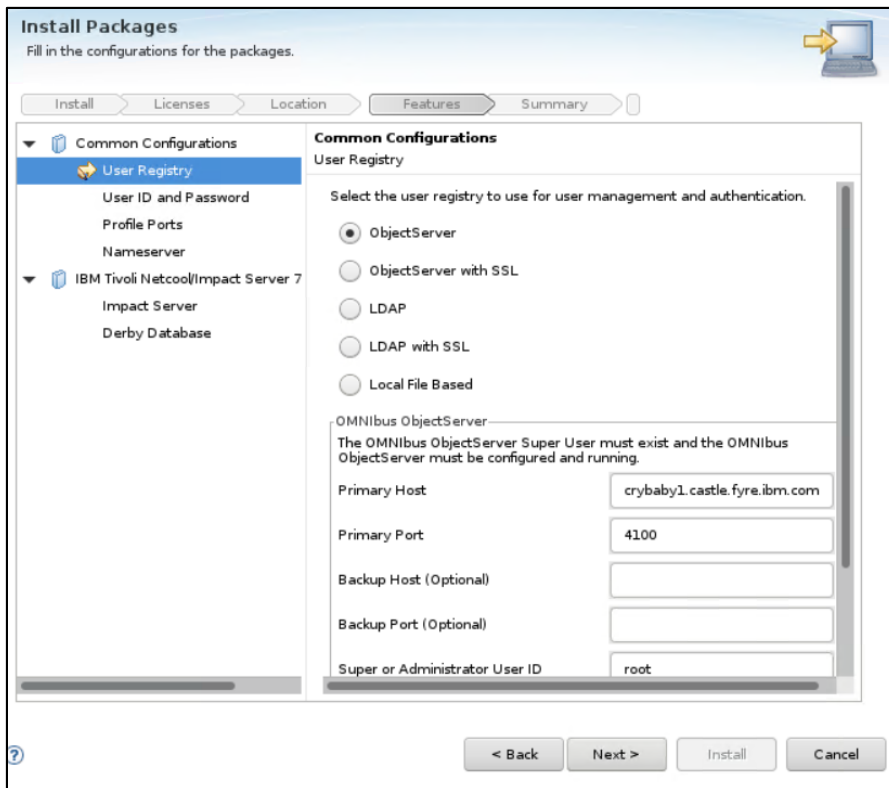 Install Packages
Fill in the configurations for the packages.
Install
Licenses
Location
Features
Summary
Common Configurations
User Registry
User ID and Password
Profile Ports
Nameserver
IBM Tivoli Netcool/Impact Server 7
Impact Server
Derby Database
Common Configurations
User Registry
Select the user registry to use for user management and authentication.
ObjectServer
ObjectServer with SSL
LDAP
LDAP with SSL
Local File Based
OMNIbus ObjectServer
The OMNIbus ObjectServer Super User must exist and the OMNIbus
ObjectServer must be configured and running.
Primary Host
crybaby1.castle.fyre.ibm.com
Primary Port
4100
Backup Host (Optional)
Backup Port (Optional)
Super or Administrator User ID
root
?
< Back
Next >
Install
Cancel